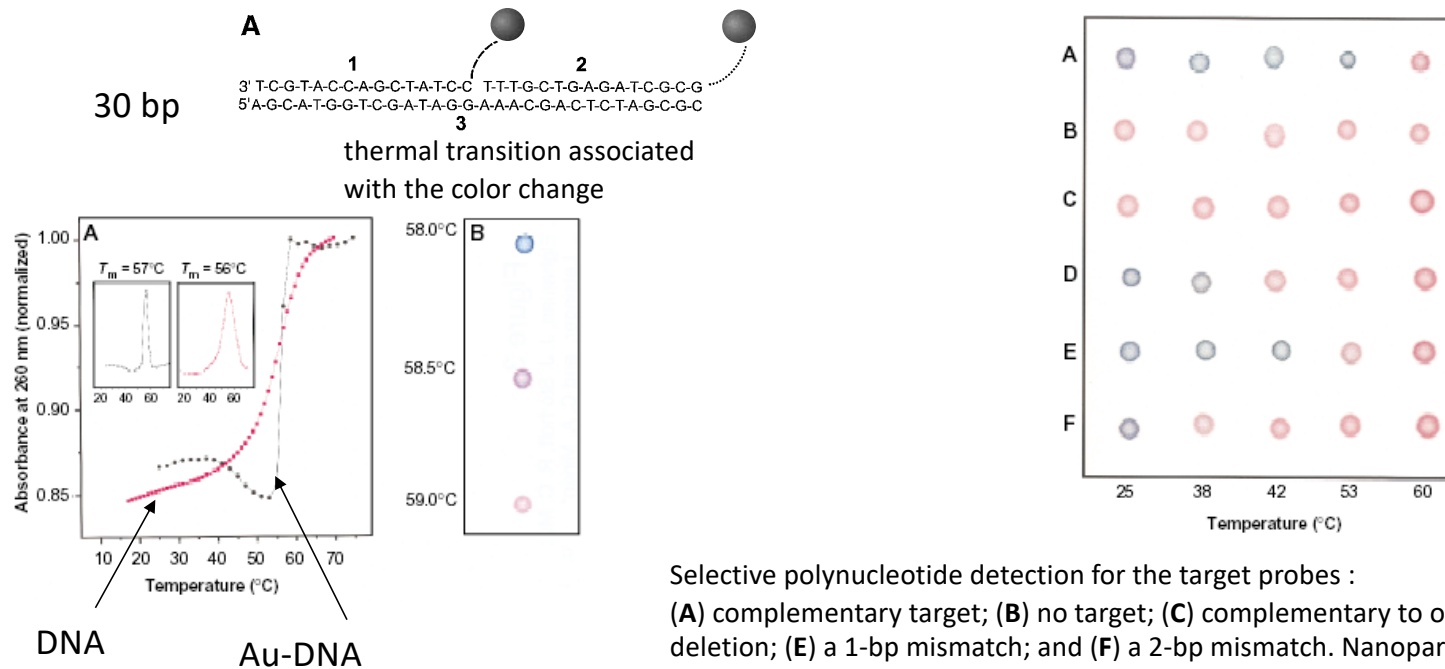 A
1
2
3' T-C-G-T-A-C-C-A-G-C-T-A-T-C-C T-T-T-G-C-T-G-A-G-A-T-C-G-C-G
5'A-G-C-A-T-G-G-T-C-G-A-T-A-G-G-A-A-A-C-G-A-C-T-C-T-A-G-C-G-C
3
30 bp
thermal transition associated
with the color change
A
Tm = 57°C Tm = 56°C
20 40 60 20 40 60
1.00
0.95
0.90
0.85
Absorbance at 260 nm (normalized)
10 20 30 40 50 60 70
Temperature (°C)
DNA
Au-DNA
B
58.0°C
58.5°C
59.0°C
A
B
C
D
E
F
25 38 42 53 60
Temperature (°C)
Selective polynucleotide detection for the target probes :
(A) complementary target; (B) no target; (C) complementary to o
deletion; (E) a 1-bp mismatch; and (F) a 2-bp mismatch. Nanopar